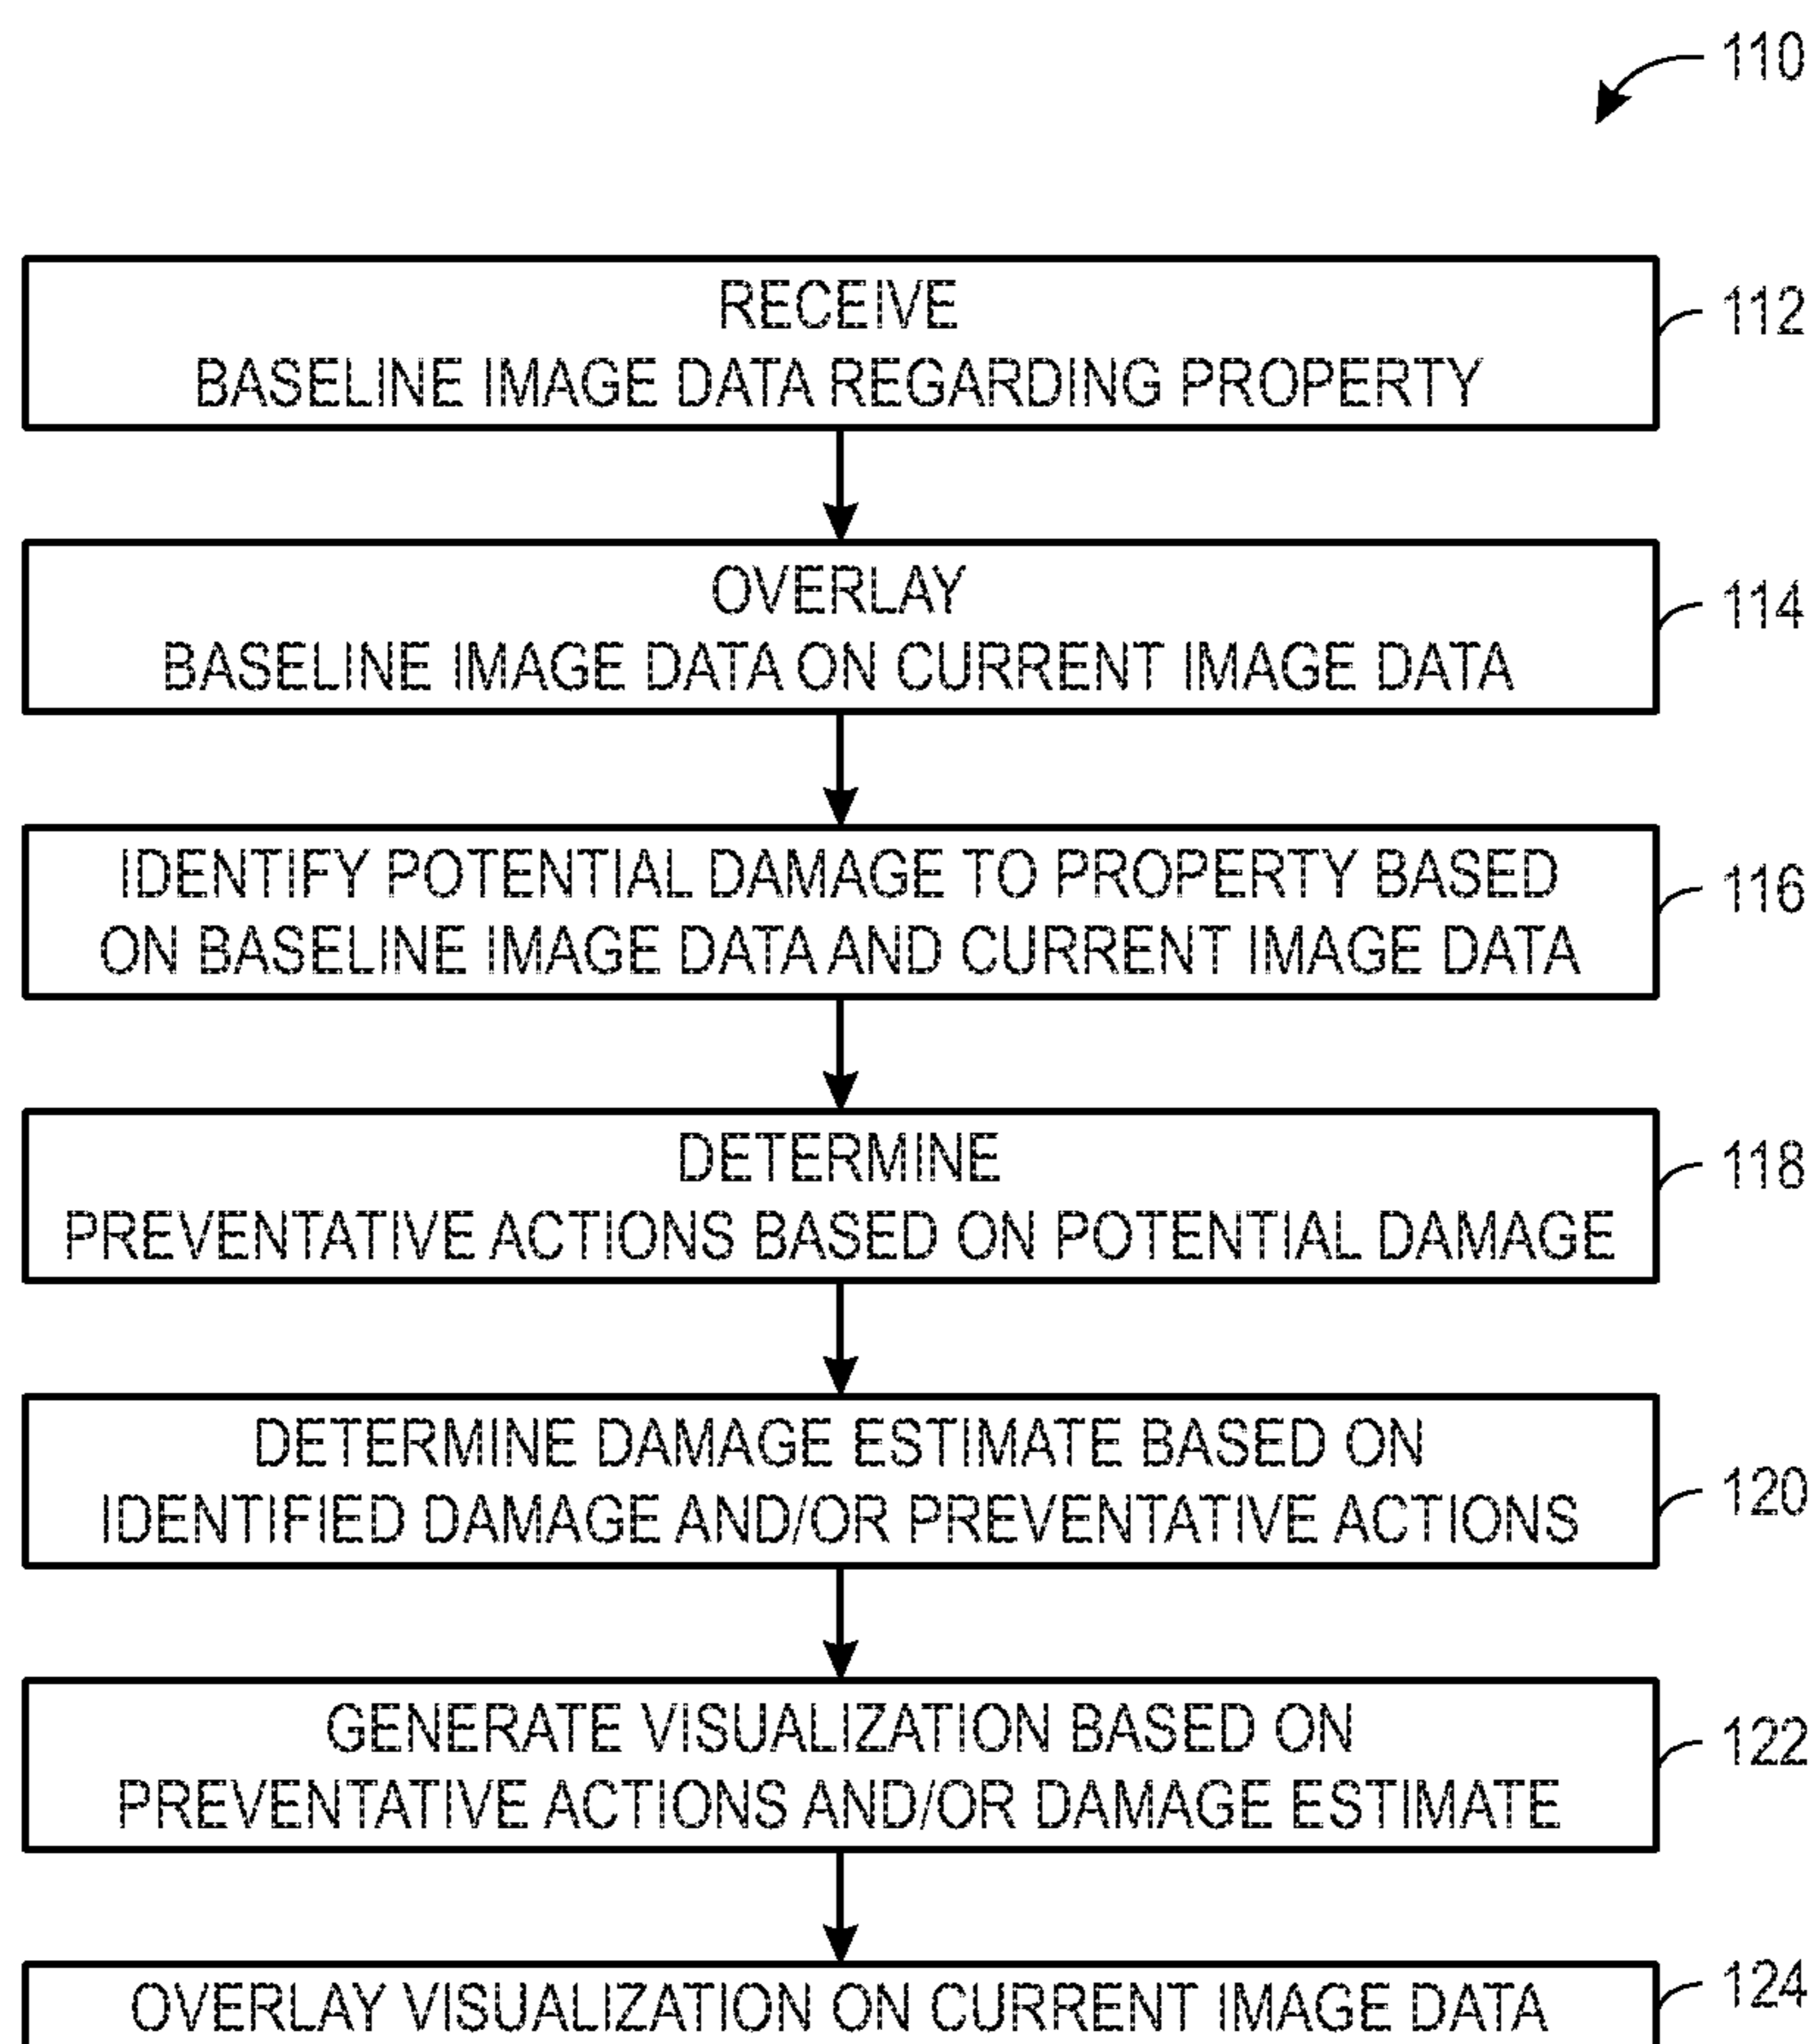 110
RECEIVE
BASELINE IMAGE DATA REGARDING PROPERTY
112
OVERLAY
BASELINE IMAGE DATA ON CURRENT IMAGE DATA
114
IDENTIFY POTENTIAL DAMAGE TO PROPERTY BASED
ON BASELINE IMAGE DATA AND CURRENT IMAGE DATA
116
DETERMINE
PREVENTATIVE ACTIONS BASED ON POTENTIAL DAMAGE
118
DETERMINE DAMAGE ESTIMATE BASED ON
IDENTIFIED DAMAGE AND/OR PREVENTATIVE ACTIONS
120
GENERATE VISUALIZATION BASED ON
PREVENTATIVE ACTIONS AND/OR DAMAGE ESTIMATE
122
OVERLAY VISUALIZATION ON CURRENT IMAGE DATA
124